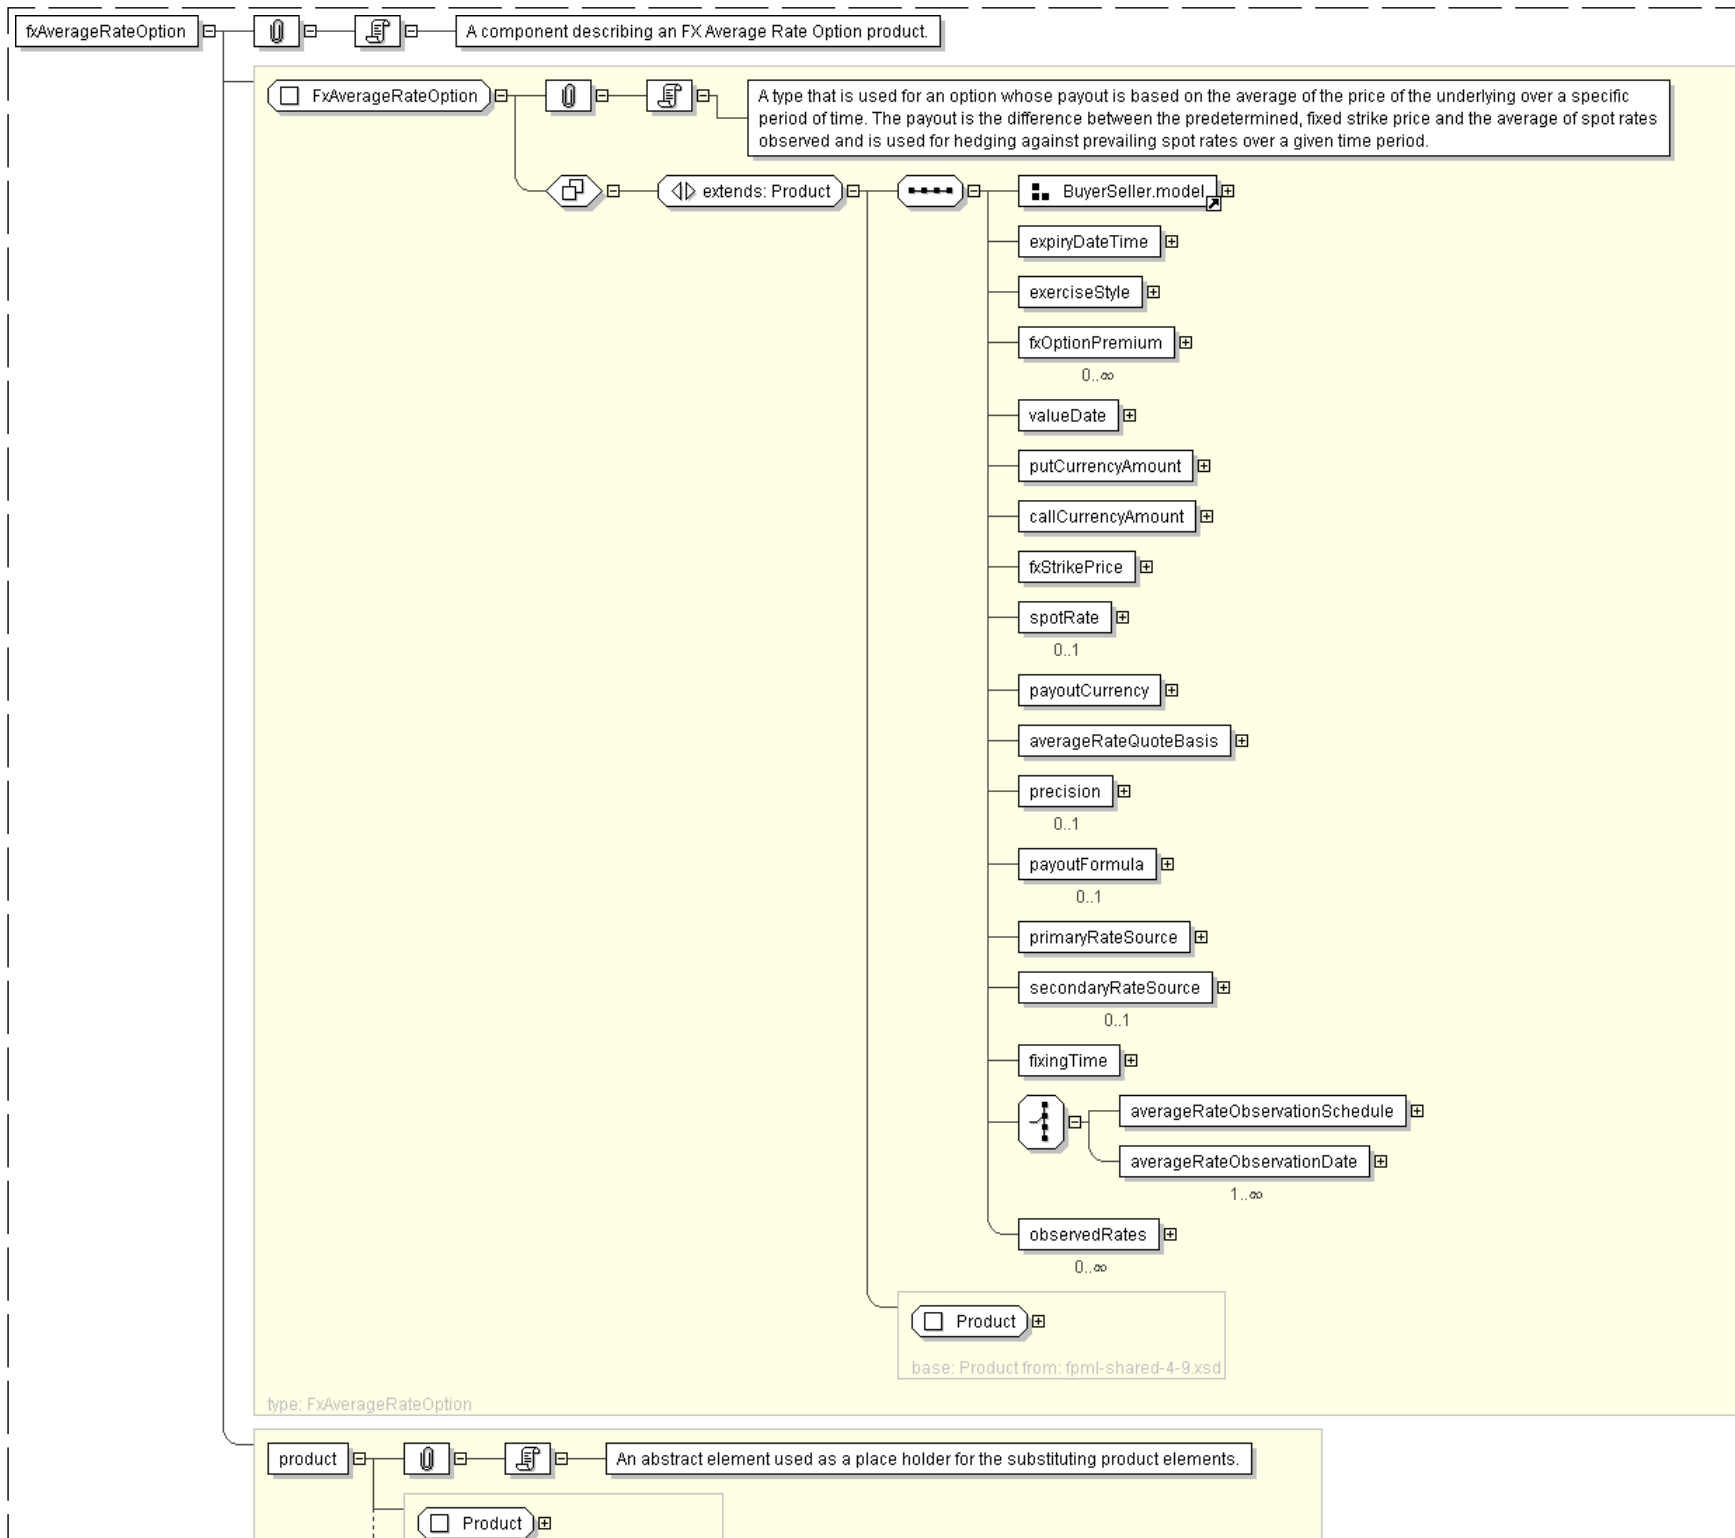 fxAverageRateOption
A component describing an FX Average Rate Option product.
FxAverageRateOption
A type that is used for an option whose payout is based on the average of the price of the underlying over a specific
period of time. The payout is the difference between the predetermined, fixed strike price and the average of spot rates
observed and is used for hedging against prevailing spot rates over a given time period.
extends: Product
BuyerSeller.model
expiryDateTime
exerciseStyle
fxOptionPremium
0..∞
valueDate
putCurrencyAmount
callCurrencyAmount
fxStrikePrice
spotRate
0..1
payoutCurrency
averageRateQuoteBasis
precision
0..1
payoutFormula
0..1
primaryRateSource
secondaryRateSource
0..1
fixingTime
averageRateObservationSchedule
averageRateObservationDate
1..∞
observedRates
0..∞
Product
base: Product from: fpml-shared-4-9.xsd
type: FxAverageRateOption
product
An abstract element used as a place holder for the substituting product elements.
Product